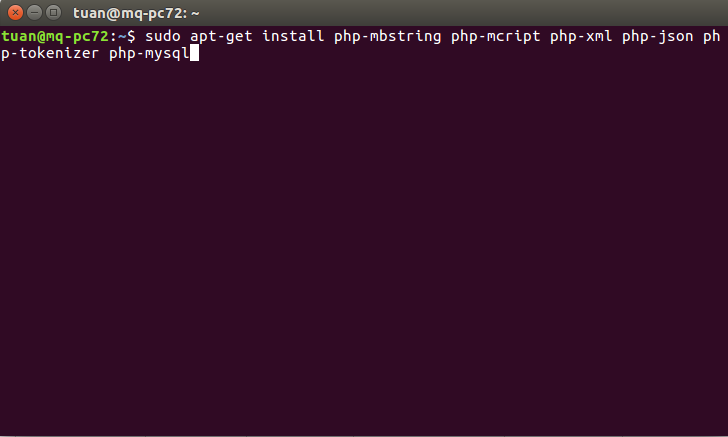 tuan@mq-pc72: ~
tuan@mq-pc72:~$ sudo apt-get install php-mbstring php-mcript php-xml php-json ph
p-tokenizer php-mysql